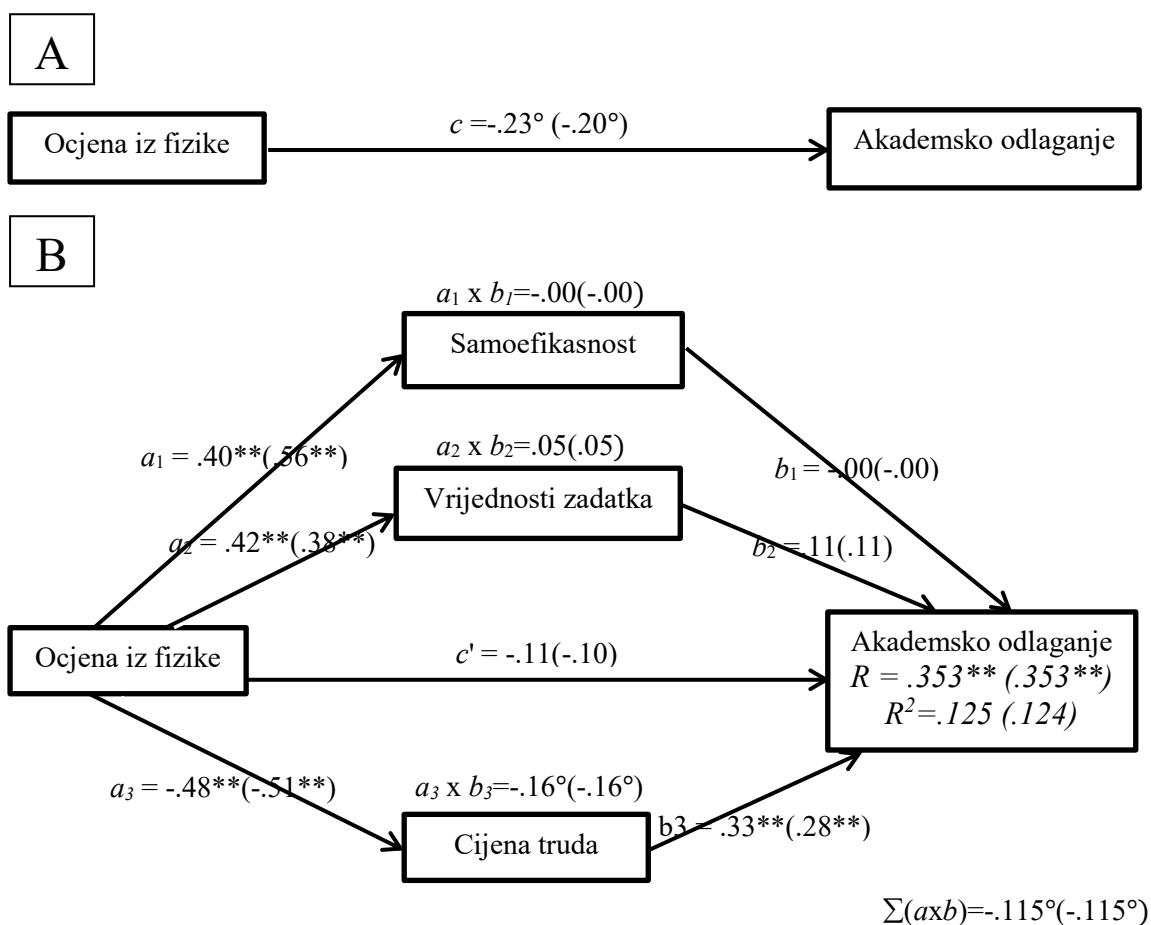 A
Ocjena iz fizike
c =-.23° (-.20°)
Akademsko odlaganje
B
a1 x b1=-.00(-.00)
Samoefikasnost
a1 = .40**(.56**)
a2 x b2=.05(.05)
b1 = -.00(-.00)
Vrijednosti zadatka
a2 = .42**(.38**)
b2 =.11(.11)
Ocjena iz fizike
c' = -.11(-.10)
Akademsko odlaganje
R = .353** (.353**)
R²=.125 (.124)
a3 = -.48**(-.51**)
a3 x b3=-.16°(-.16°)
b3 = .33**(.28**)
Cijena truda
∑(axb)=-.115°(-.115°)